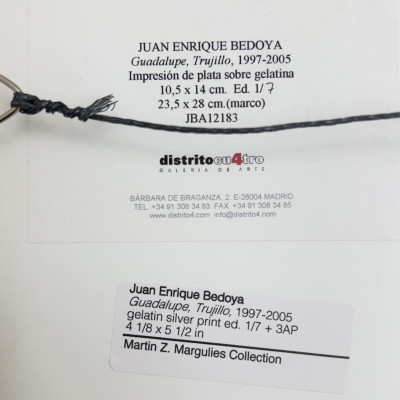 JUAN ENRIQUE BEDOYA
Guadalupe, Trujillo, 1997-2005
Impresión de plata sobre gelatina
10,5 x 14 cm. Ed. 1/7
23,5 x 28 cm.(marco)
JBA12183
distritocu4tro
GALERIA DE ARTE
BÁRBARA DE BRAGANZA, 2. E-28004 MADRID.
TEL. +34 91 308 34 83. FAX. +34 91 308 34 85
www.distrito4.com info@distrito4.com
Juan Enrique Bedoya
Guadalupe, Trujillo, 1997-2005
gelatin silver print ed. 1/7 + 3AP
4 1/8 x 5 1/2 in
Martin Z. Margulies Collection